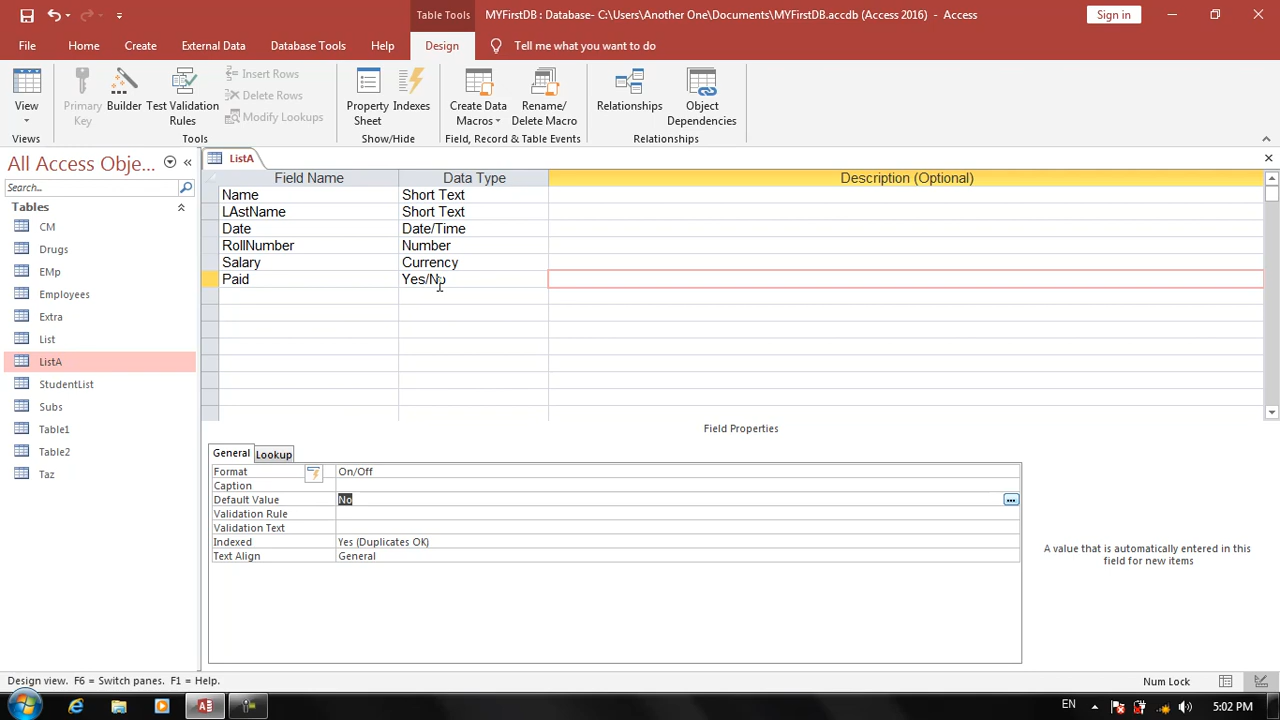 Table Tools
MYFirstDB : Database- C:\Users\Another One\Documents\MYFirstDB.accdb (Access 2016) - Access
Sign in
File Home Create External Data Database Tools Help Design Tell me what you want to do
View
Primary Key
Builder
Test Validation Rules
Insert Rows
Delete Rows
Modify Lookups
Property Sheet
Indexes
Create Data Macros
Rename/ Delete Macro
Relationships
Object Dependencies
Views Tools Show/Hide Field, Record & Table Events Relationships
All Access Obje...
Search...
Tables
CM
Drugs
EMp
Employees
Extra
List
ListA
StudentList
Subs
Table1
Table2
Taz
ListA
Field Name Data Type Description (Optional)
Name Short Text
LAstName Short Text
Date Date/Time
RollNumber Number
Salary Currency
Paid Yes/No
Field Properties
General Lookup
Format On/Off
Caption
Default Value No
Validation Rule
Validation Text
Indexed Yes (Duplicates OK)
Text Align General
A value that is automatically entered in this
field for new items
Design view. F6 = Switch panes. F1 = Help.
Num Lock
EN
5:02 PM